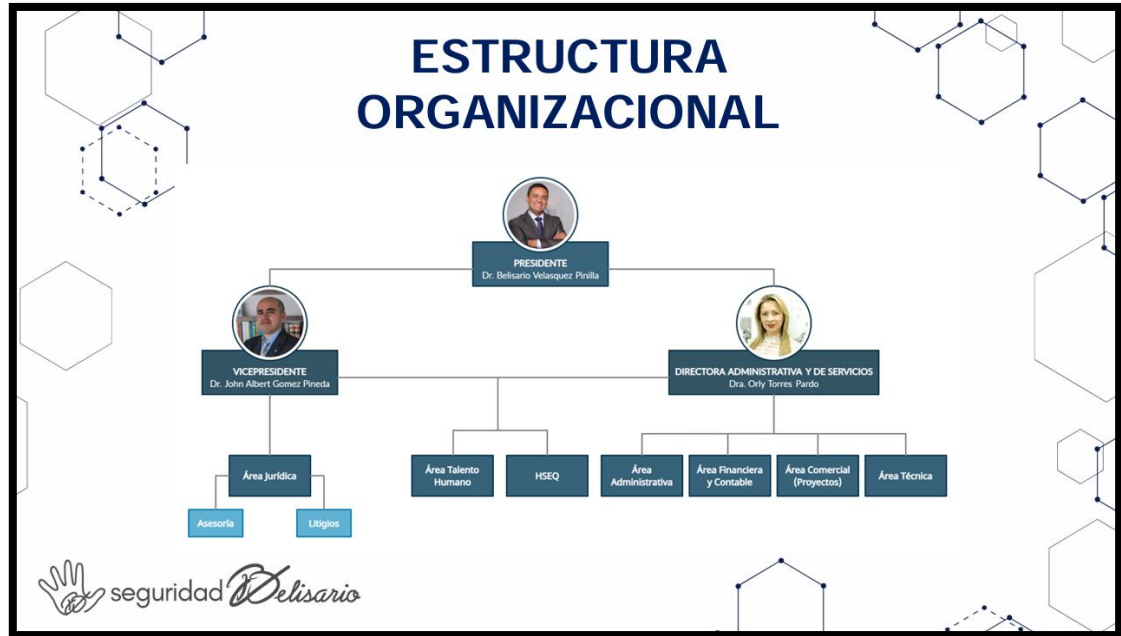 ESTRUCTURA
ORGANIZACIONAL
PRESIDENTE
Dr. Belisario Velasquez Pinilla
VICEPRESIDENTE
Dr. John Albert Gomez Pineda
DIRECTORA ADMINISTRATIVA Y DE SERVICIOS
Dra. Orly Torres Pardo
Área Jurídica
Área Talento
Humano
HSEQ
Área
Administrativa
Área Financiera
y Contable
Área Comercial
(Proyectos)
Área Técnica
Asesoría
Litigios
seguridad Belisario